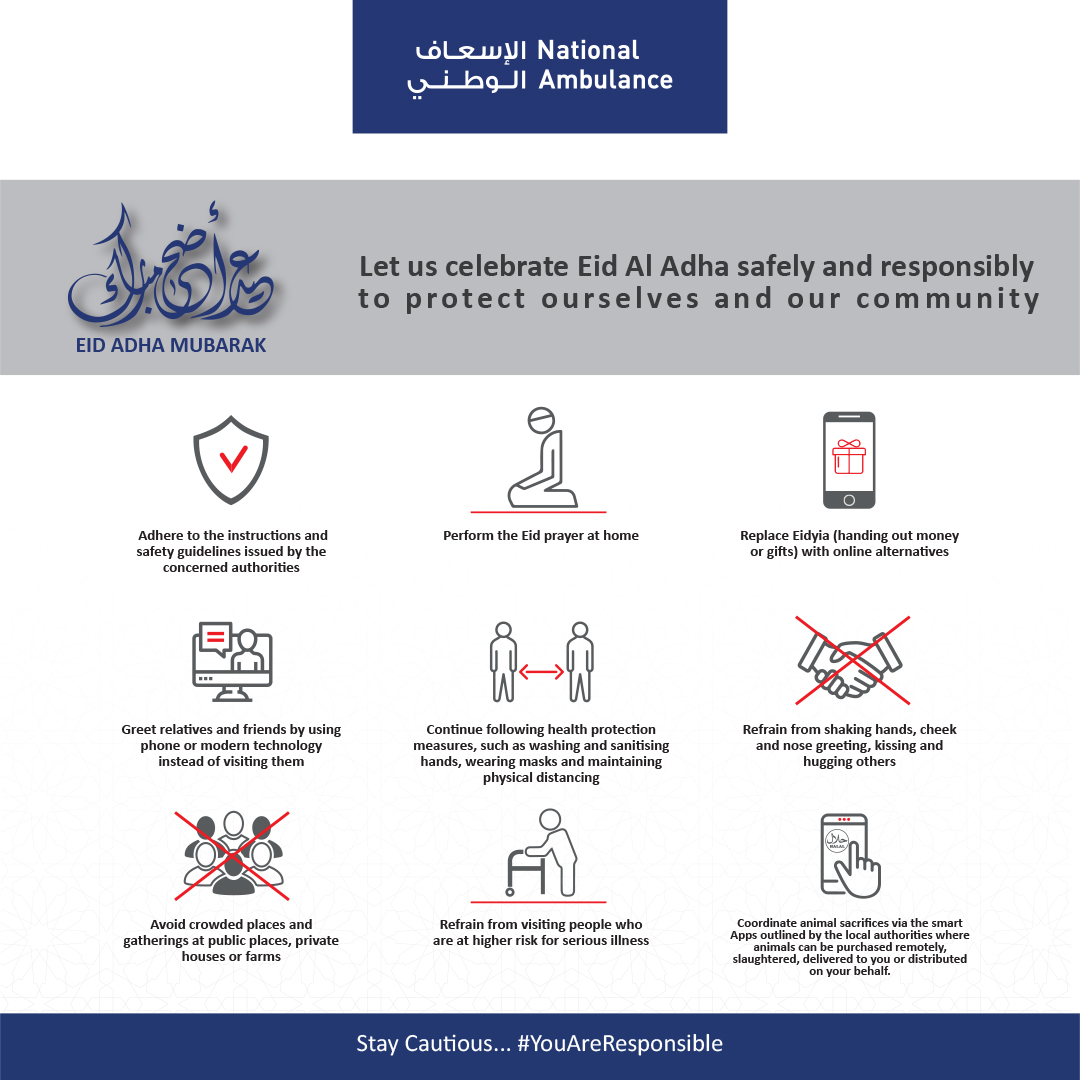 الإسعاف National
الوطني Ambulance
عيد أضحى مبارك
EID ADHA MUBARAK
Let us celebrate Eid Al Adha safely and responsibly
to protect ourselves and our community
Adhere to the instructions and
safety guidelines issued by the
concerned authorities
Perform the Eid prayer at home
Replace Eidyia (handing out money
or gifts) with online alternatives
Greet relatives and friends by using
phone or modern technology
instead of visiting them
Continue following health protection
measures, such as washing and sanitising
hands, wearing masks and maintaining
physical distancing
Refrain from shaking hands, cheek
and nose greeting, kissing and
hugging others
Avoid crowded places and
gatherings at public places, private
houses or farms
Refrain from visiting people who
are at higher risk for serious illness
حلال
HALAL
Coordinate animal sacrifices via the smart
Apps outlined by the local authorities where
animals can be purchased remotely,
slaughtered, delivered to you or distributed
on your behalf.
Stay Cautious... #YouAreResponsible